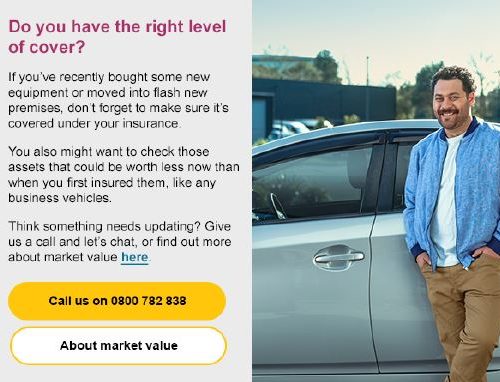 Do you have the right level
of cover?
If you've recently bought some new
equipment or moved into flash new
premises, don't forget to make sure it's
covered under your insurance.
You also might want to check those
assets that could be worth less now than
when you first insured them, like any
business vehicles.
Think something needs updating? Give
us a call and let's chat, or find out more
about market value here.
Call us on 0800 782 838
About market value